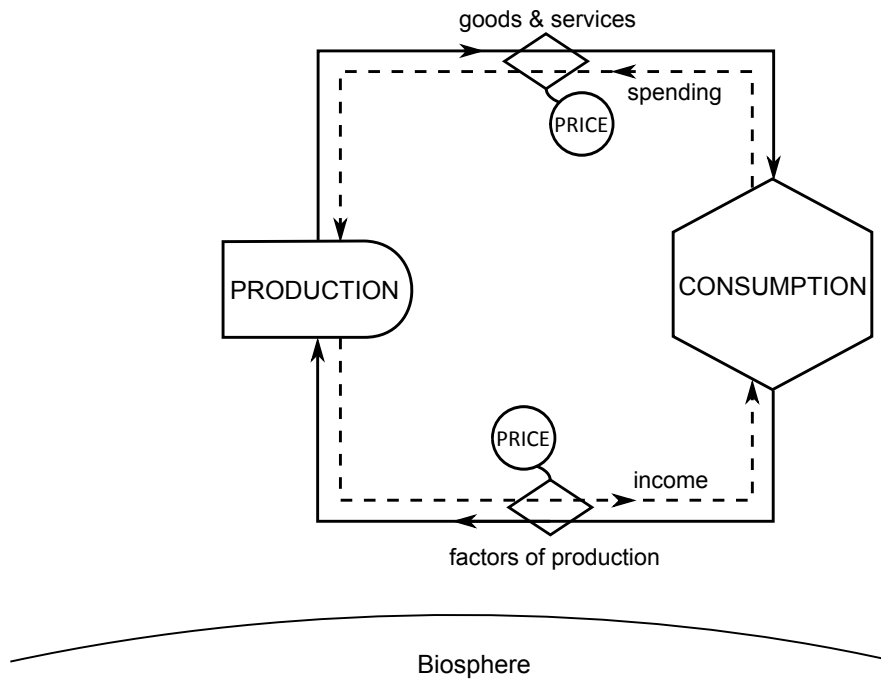 goods & services
spending
PRICE
PRODUCTION
CONSUMPTION
PRICE
income
factors of production
Biosphere